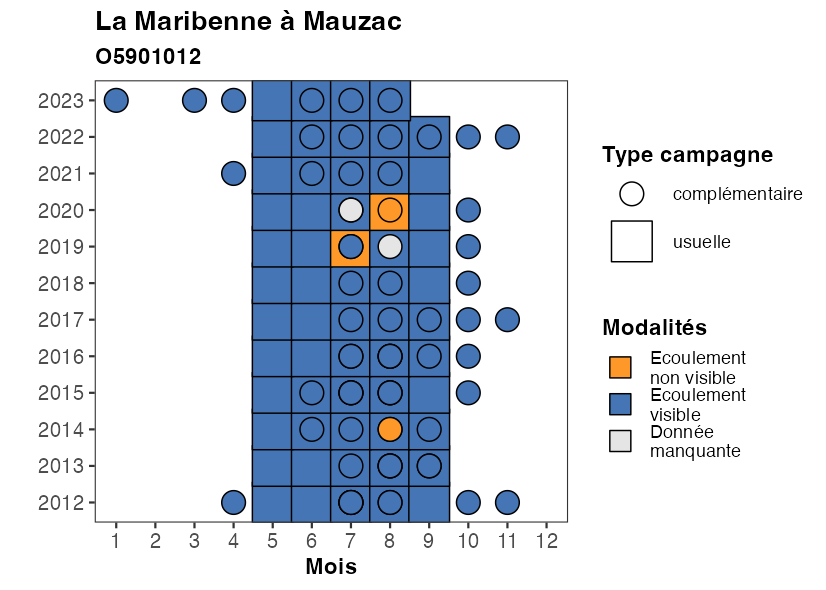 La Maribenne à Mauzac
O5901012
2023
2022
2021
2020
2019
2018
2017
2016
2015
2014
2013
2012
1 2 3 4 5 6 7 8 9 10 11 12
Mois
Type campagne
complémentaire
usuelle
Modalités
Ecoulement
non visible
Ecoulement
visible
Donnée
manquante